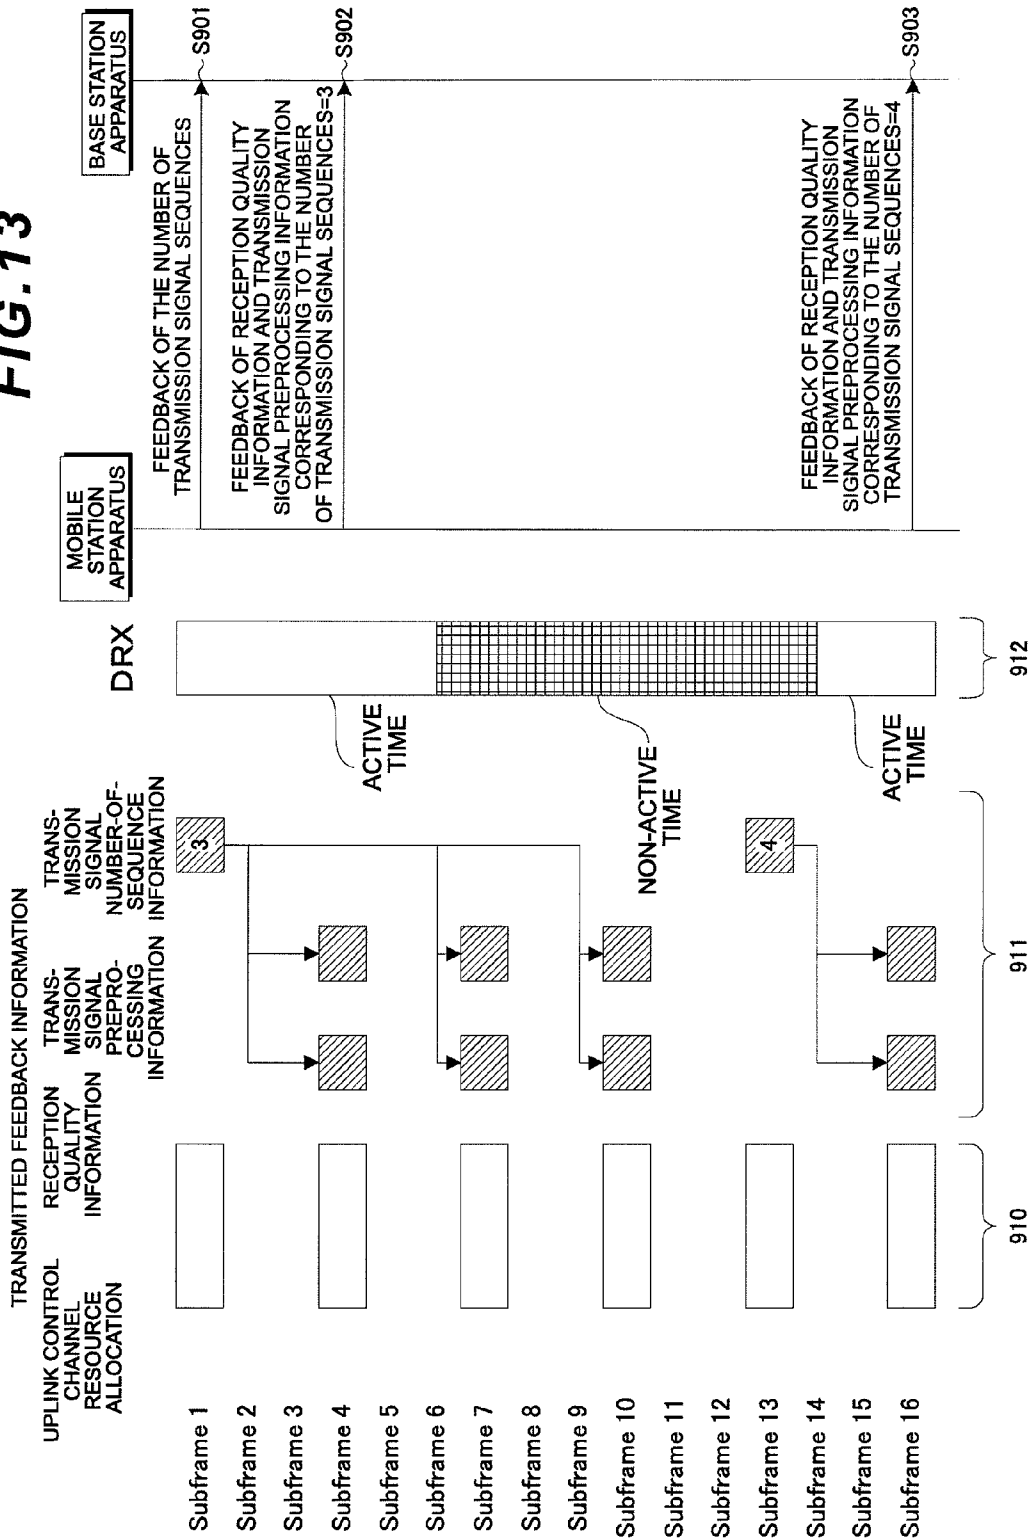 FIG.13
TRANSMITTED FEEDBACK INFORMATION
UPLINK CONTROL
CHANNEL
RESOURCE
ALLOCATION
RECEPTION
QUALITY
INFORMATION
TRANS-
MISSION
SIGNAL
PREPRO-
CESSING
INFORMATION
TRANS-
MISSION
SIGNAL
NUMBER-OF-
SEQUENCE
INFORMATION
DRX
MOBILE
STATION
APPARATUS
BASE STATION
APPARATUS
Subframe 1
Subframe 2
Subframe 3
Subframe 4
Subframe 5
Subframe 6
Subframe 7
Subframe 8
Subframe 9
Subframe 10
Subframe 11
Subframe 12
Subframe 13
Subframe 14
Subframe 15
Subframe 16
3
4
ACTIVE
TIME
NON-ACTIVE
TIME
ACTIVE
TIME
FEEDBACK OF THE NUMBER OF
TRANSMISSION SIGNAL SEQUENCES
S901
FEEDBACK OF RECEPTION QUALITY
INFORMATION AND TRANSMISSION
SIGNAL PREPROCESSING INFORMATION
CORRESPONDING TO THE NUMBER
OF TRANSMISSION SIGNAL SEQUENCES=3
S902
FEEDBACK OF RECEPTION QUALITY
INFORMATION AND TRANSMISSION
SIGNAL PREPROCESSING INFORMATION
CORRESPONDING TO THE NUMBER OF
TRANSMISSION SIGNAL SEQUENCES=4
S903
910
911
912